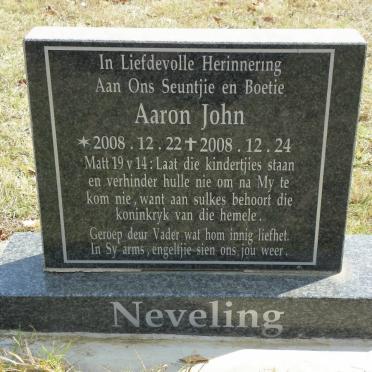 In Liefdevolle Herinnering
Aan Ons Seuntjie en Boetie
Aaron John
★2008.12.22✝2008.12.24
Matt 19 v 14: Laat die kindertjies staan
en verhinder hulle nie om na My te
kom nie, want aan sulkes behoort die
koninkryk van die hemele.
Geroep deur Vader wat hom innig liefhet.
In Sy arms, engeltjie sien ons jou weer.
Neveling